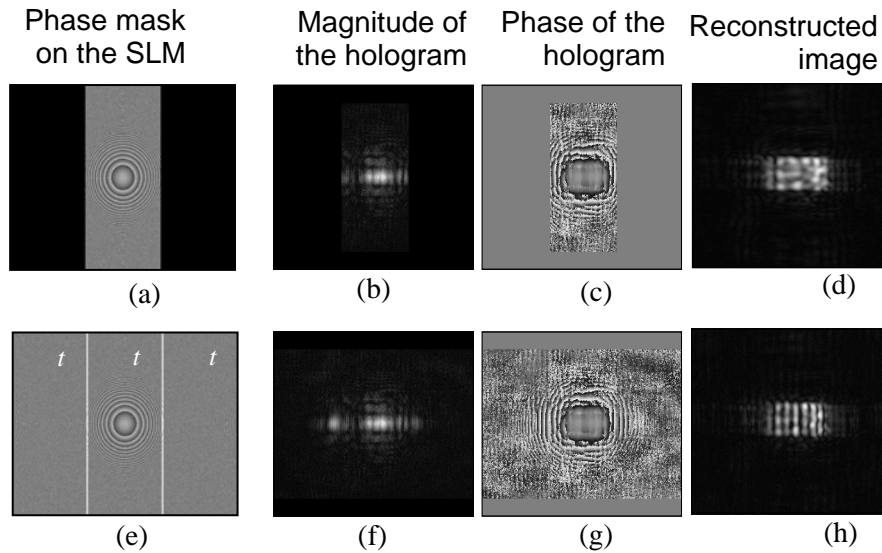 Phase mask
on the SLM
Magnitude of
the hologram
Phase of the
hologram
Reconstructed
image
(a)
(b)
(c)
(d)
t t t
(e)
(f)
(g)
(h)